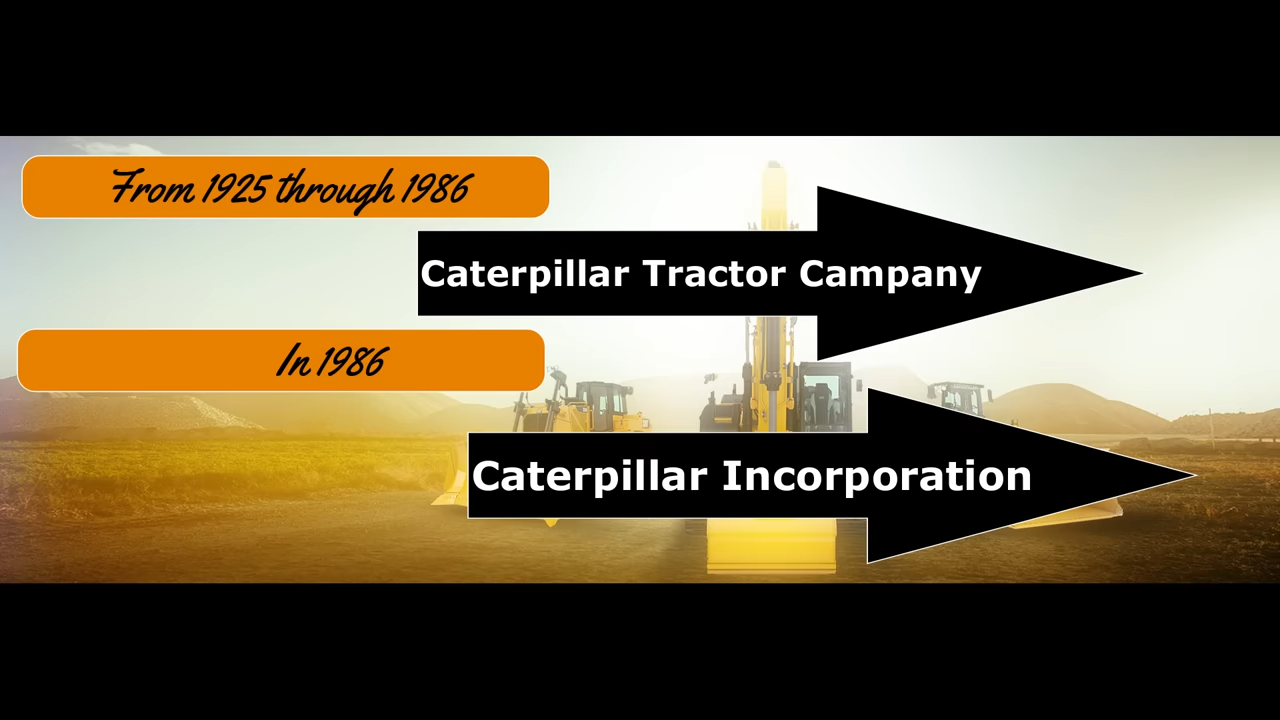 From 1925 through 1986
Caterpillar Tractor Campany
In 1986
Caterpillar Incorporation